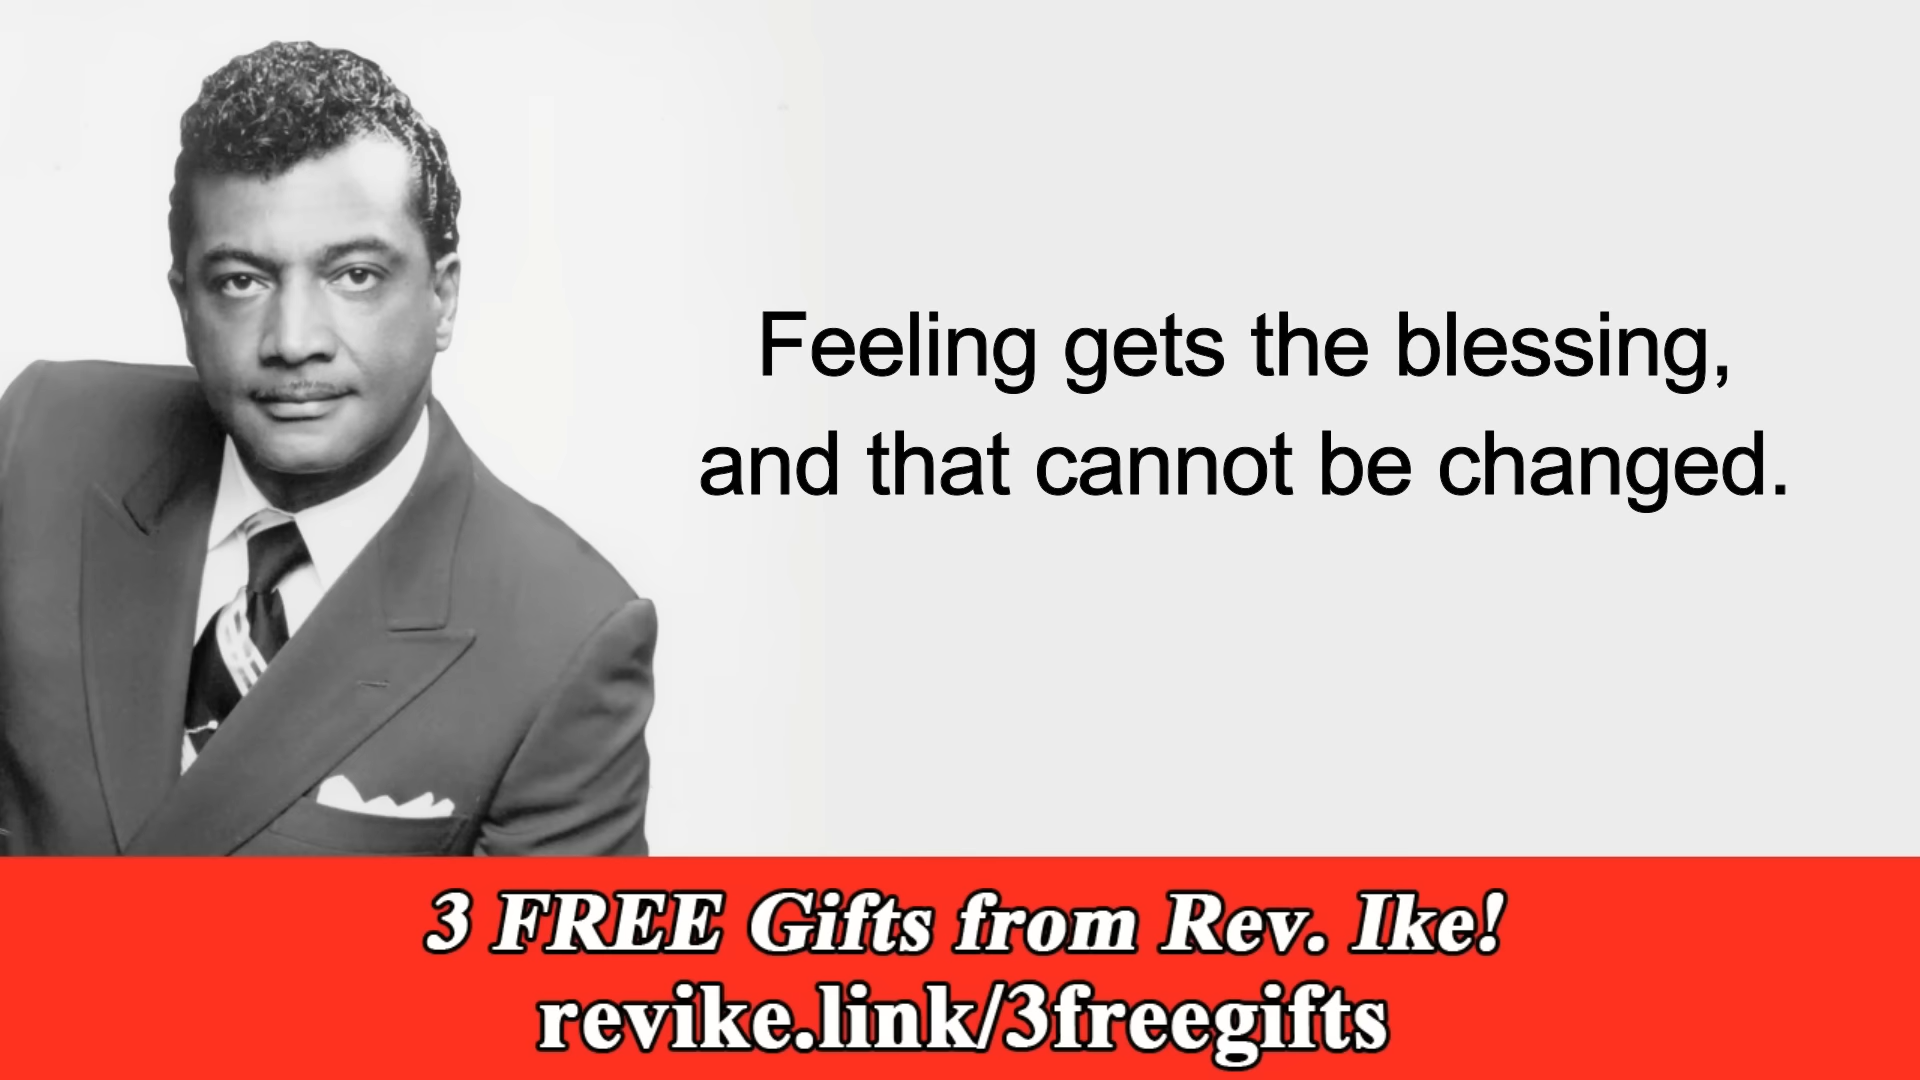 Feeling gets the blessing,
and that cannot be changed.
3 FREE Gifts from Rev. Ike!
revike.link/3freegifts